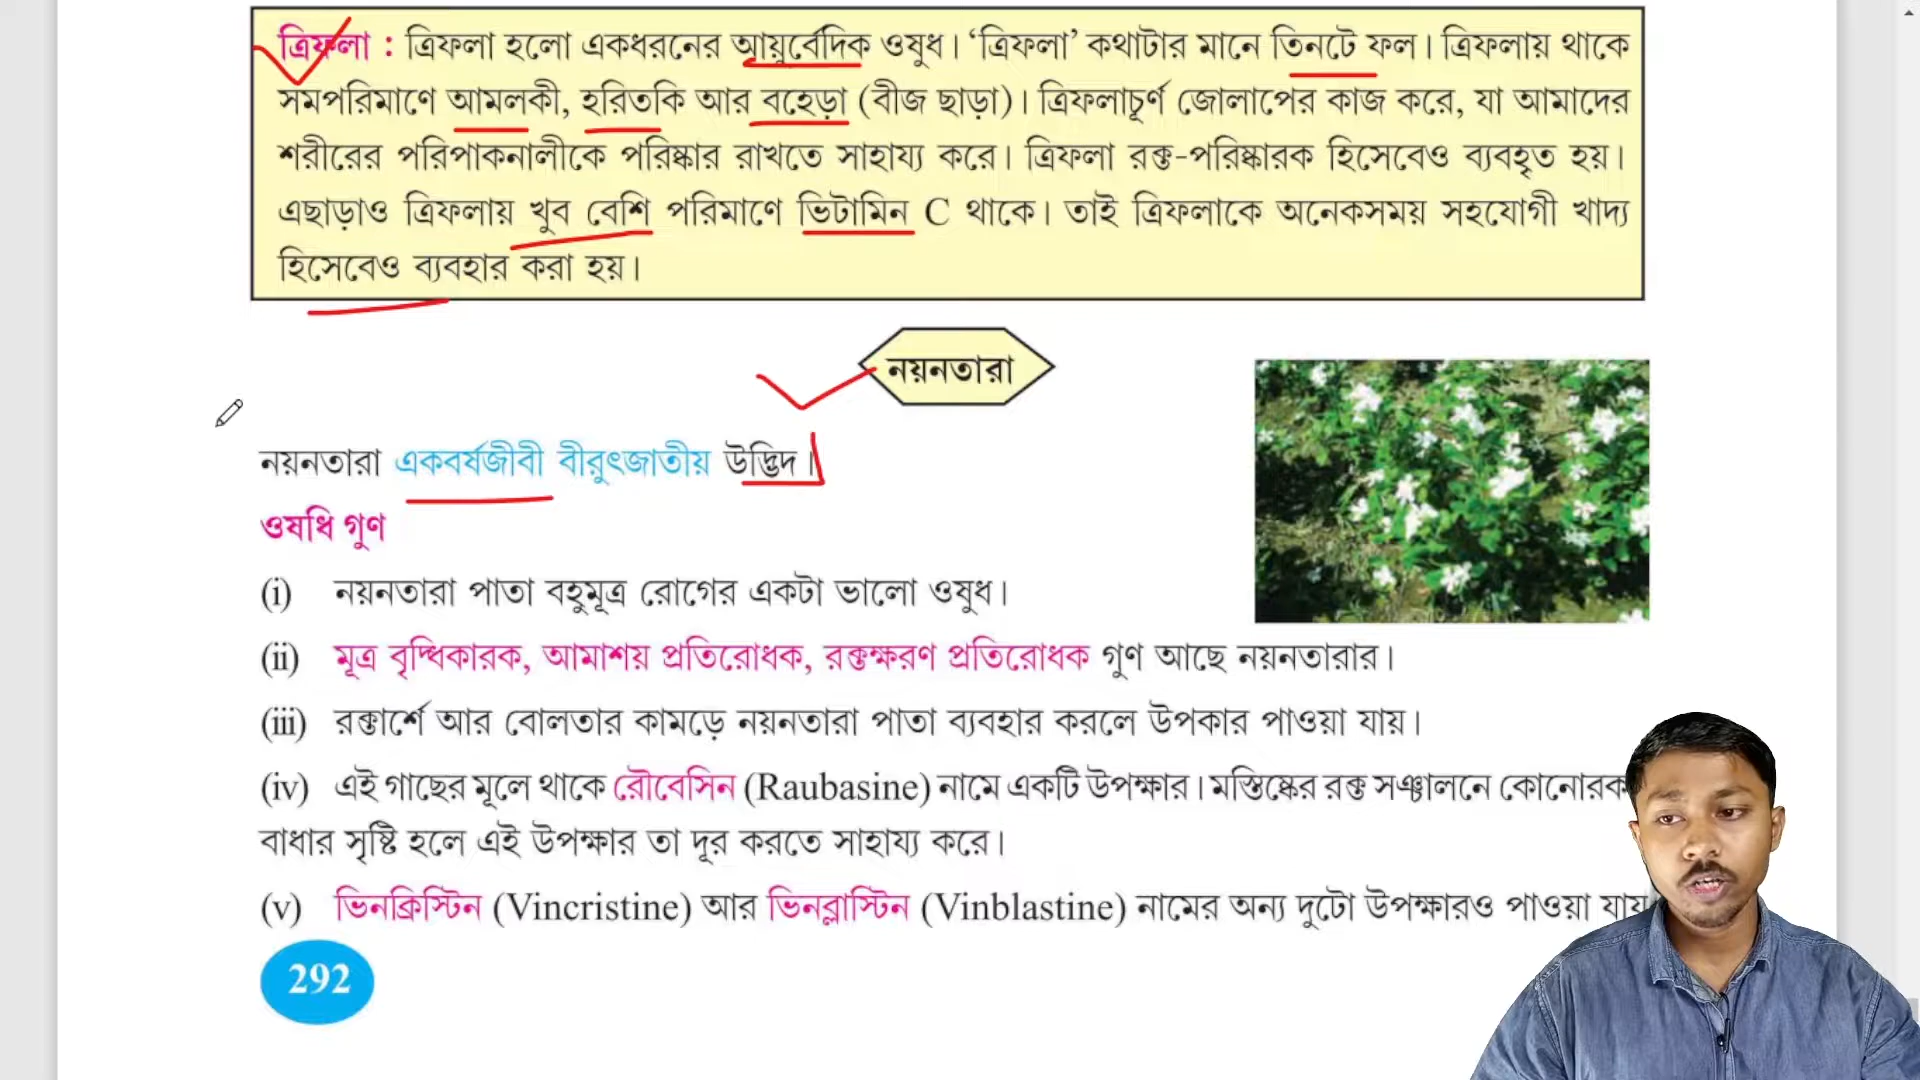 ত্রিফলা : ত্রিফলা হলো একধরনের আয়ুর্বেদিক ওষুধ। ‘ত্রিফলা’ কথাটার মানে তিনটে ফল। ত্রিফলায় থাকে
সমপরিমাণে আমলকী, হরিতকি আর বহেড়া (বীজ ছাড়া)। ত্রিফলাচূর্ণ জোলাপের কাজ করে, যা আমাদের
শরীরের পরিপাকনালীকে পরিষ্কার রাখতে সাহায্য করে। ত্রিফলা রক্ত-পরিষ্কারক হিসেবেও ব্যবহৃত হয়।
এছাড়াও ত্রিফলায় খুব বেশি পরিমাণে ভিটামিন C থাকে। তাই ত্রিফলাকে অনেকসময় সহযোগী খাদ্য
হিসেবেও ব্যবহার করা হয়।
নয়নতারা
নয়নতারা একবর্ষজীবী বীরুৎজাতীয় উদ্ভিদ।
ওষধি গুণ
(i) নয়নতারা পাতা বহুমূত্র রোগের একটা ভালো ওষুধ।
(ii) মূত্র বৃদ্ধিকারক, আমাশয় প্রতিরোধক, রক্তক্ষরণ প্রতিরোধক গুণ আছে নয়নতারার।
(iii) রক্তার্শে আর বোলতার কামড়ে নয়নতারা পাতা ব্যবহার করলে উপকার পাওয়া যায়।
(iv) এই গাছের মূলে থাকে রৌবেসিন (Raubasine) নামে একটি উপক্ষার। মস্তিষ্কের রক্ত সঞ্চালনে কোনোরক
বাধার সৃষ্টি হলে এই উপক্ষার তা দূর করতে সাহায্য করে।
(v) ভিনক্রিস্টিন (Vincristine) আর ভিনব্লাস্টিন (Vinblastine) নামের অন্য দুটো উপক্ষারও পাওয়া যায়
292